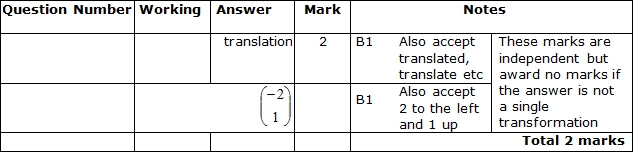 Question Number Working Answer Mark Notes
translation 2 B1 Also accept translated, translate etc
These marks are independent but award no marks if the answer is not a single transformation
(−2
1)
B1 Also accept 2 to the left and 1 up
Total 2 marks